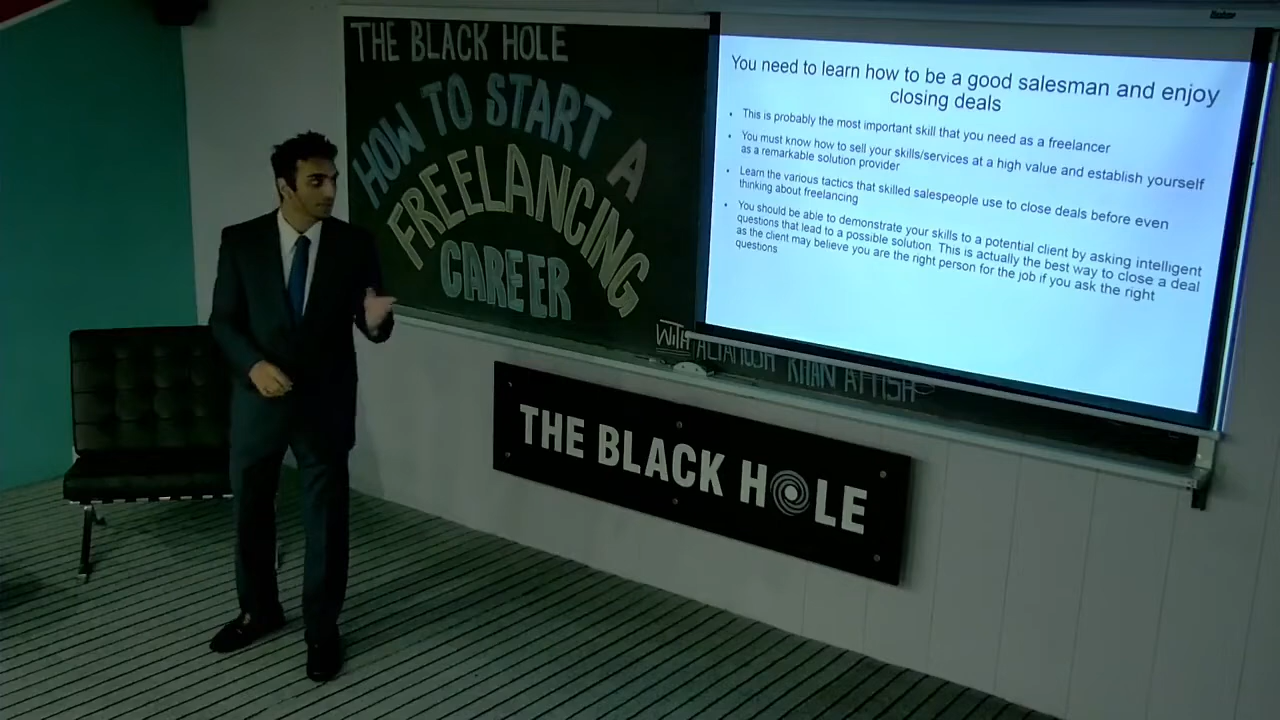 THE BLACK HOLE
HOW TO START A
FREELANCING
CAREER
WITH ALTAMUSH KHAN AFRISH
You need to learn how to be a good salesman and enjoy
closing deals
• This is probably the most important skill that you need as a freelancer
• You must know how to sell your skills/services at a high value and establish yourself
as a remarkable solution provider
• Learn the various tactics that skilled salespeople use to close deals before even
thinking about freelancing
• You should be able to demonstrate your skills to a potential client by asking intelligent
questions that lead to a possible solution. This is actually the best way to close a deal
as the client may believe you are the right person for the job if you ask the right
questions
THE BLACK HOLE